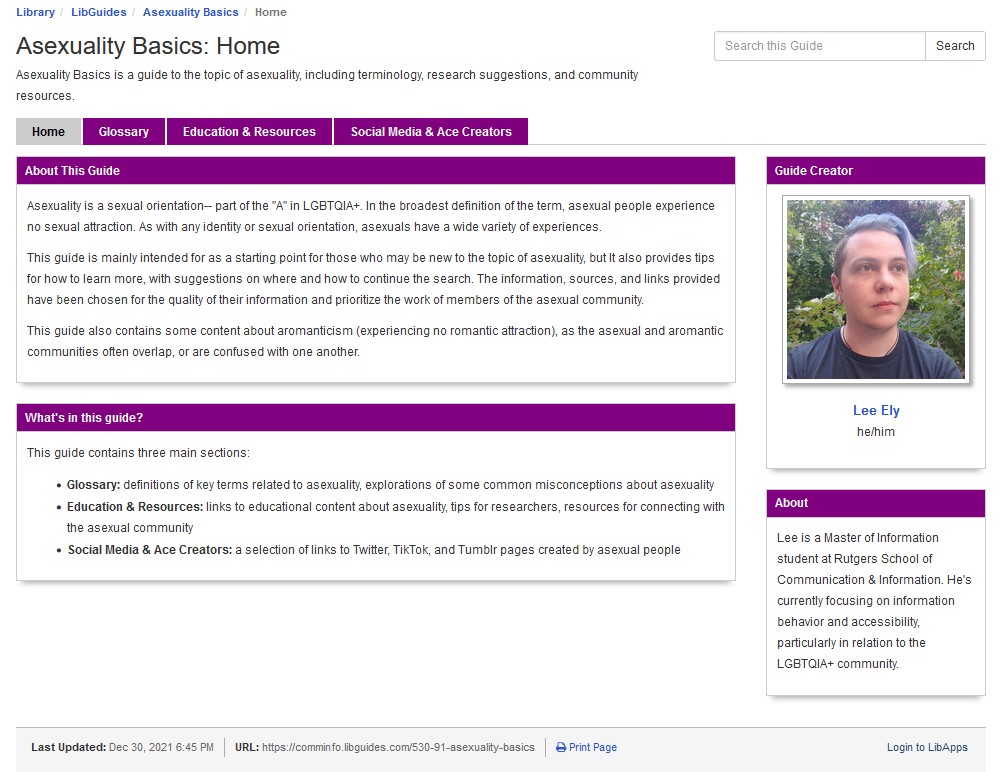 Library / LibGuides / Asexuality Basics / Home
Asexuality Basics: Home
Search this Guide Search
Asexuality Basics is a guide to the topic of asexuality, including terminology, research suggestions, and community
resources.
Home Glossary Education & Resources Social Media & Ace Creators
About This Guide
Asexuality is a sexual orientation-- part of the "A" in LGBTQIA+. In the broadest definition of the term, asexual people experience
no sexual attraction. As with any identity or sexual orientation, asexuals have a wide variety of experiences.
This guide is mainly intended for as a starting point for those who may be new to the topic of asexuality, but It also provides tips
for how to learn more, with suggestions on where and how to continue the search. The information, sources, and links provided
have been chosen for the quality of their information and prioritize the work of members of the asexual community.
This guide also contains some content about aromanticism (experiencing no romantic attraction), as the asexual and aromantic
communities often overlap, or are confused with one another.
What's in this guide?
This guide contains three main sections:
• Glossary: definitions of key terms related to asexuality, explorations of some common misconceptions about asexuality
• Education & Resources: links to educational content about asexuality, tips for researchers, resources for connecting with
the asexual community
• Social Media & Ace Creators: a selection of links to Twitter, TikTok, and Tumblr pages created by asexual people
Guide Creator
Lee Ely
he/him
About
Lee is a Master of Information
student at Rutgers School of
Communication & Information. He's
currently focusing on information
behavior and accessibility,
particularly in relation to the
LGBTQIA+ community.
Last Updated: Dec 30, 2021 6:45 PM URL: https://comminfo.libguides.com/530-91-asexuality-basics Print Page Login to LibApps